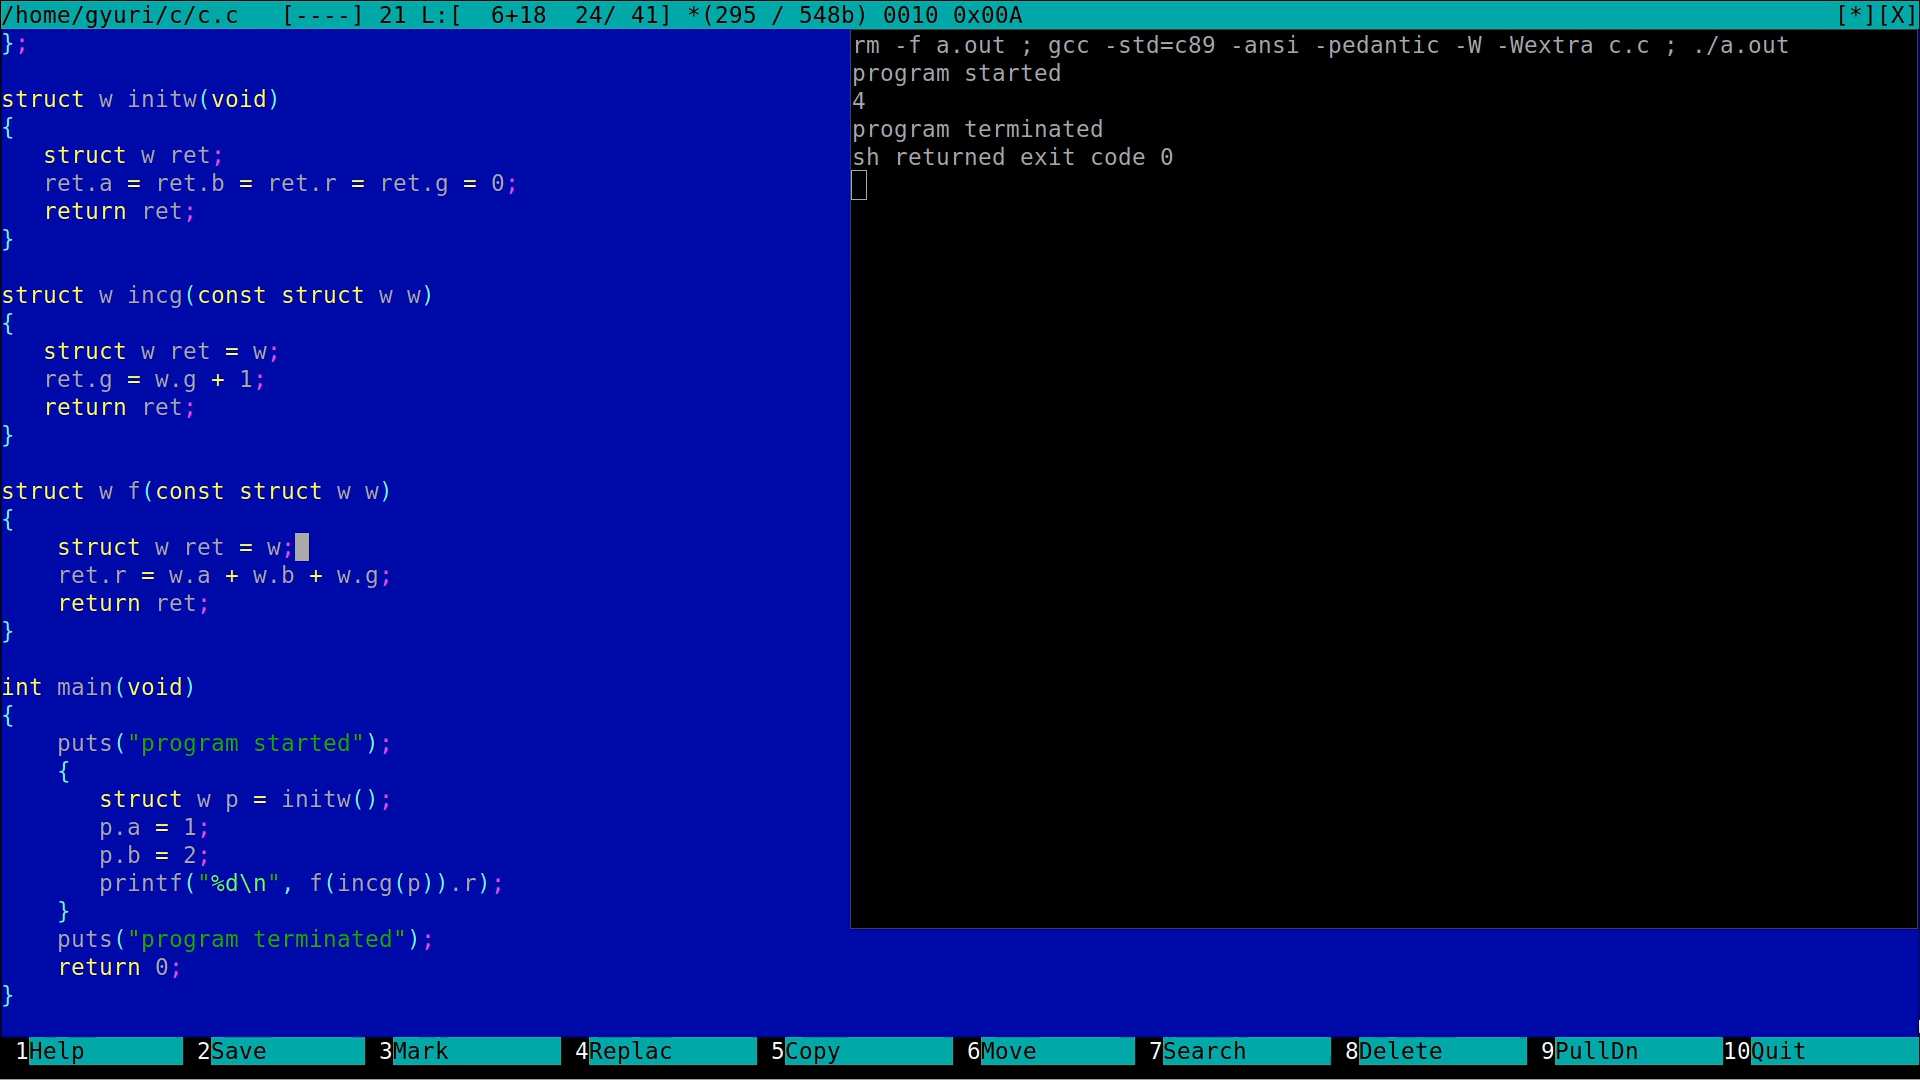 /home/gyuri/c/c.c   [----] 21 L:[  6+18  24/ 41] *(295 / 548b) 0010 0x00A   [*][X]
};
struct w initw(void)
{
   struct w ret;
   ret.a = ret.b = ret.r = ret.g = 0;
   return ret;
}
struct w incg(const struct w w)
{
   struct w ret = w;
   ret.g = w.g + 1;
   return ret;
}
struct w f(const struct w w)
{
    struct w ret = w;
    ret.r = w.a + w.b + w.g;
    return ret;
}
int main(void)
{
    puts("program started");
    {
       struct w p = initw();
       p.a = 1;
       p.b = 2;
       printf("%d\n", f(incg(p)).r);
    }
    puts("program terminated");
    return 0;
}
rm -f a.out ; gcc -std=c89 -ansi -pedantic -W -Wextra c.c ; ./a.out
program started
4
program terminated
sh returned exit code 0
1Help 2Save 3Mark 4Replac 5Copy 6Move 7Search 8Delete 9PullDn 10Quit